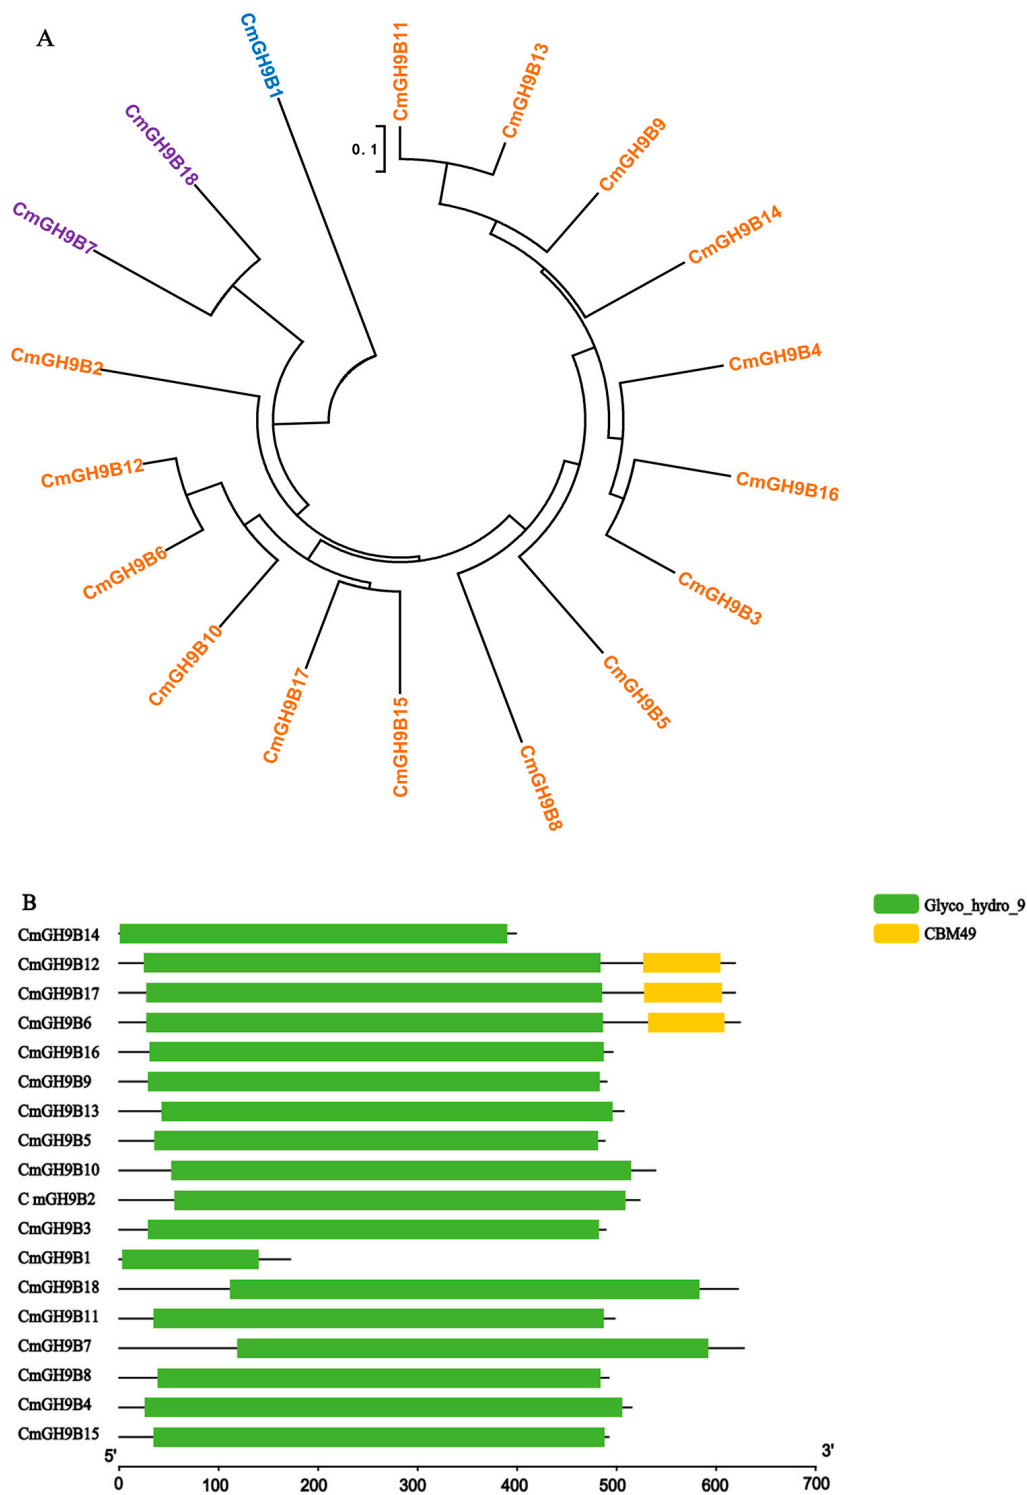 A
CmGH9B1
CmGH9B11
CmGH9B13
CmGH9B18
0.1
CmGH9B9
CmGH9B7
CmGH9B14
CmGH9B2
CmGH9B4
CmGH9B12
CmGH9B16
CmGH9B6
CmGH9B3
CmGH9B10
CmGH9B17
CmGH9B15
CmGH9B5
CmGH9B8
B
Glyco_hydro_9
CBM49
CmGH9B14
CmGH9B12
CmGH9B17
CmGH9B6
CmGH9B16
CmGH9B9
CmGH9B13
CmGH9B5
CmGH9B10
C mGH9B2
CmGH9B3
CmGH9B1
CmGH9B18
CmGH9B11
CmGH9B7
CmGH9B8
CmGH9B4
CmGH9B15
5' 3'
0 100 200 300 400 500 600 700